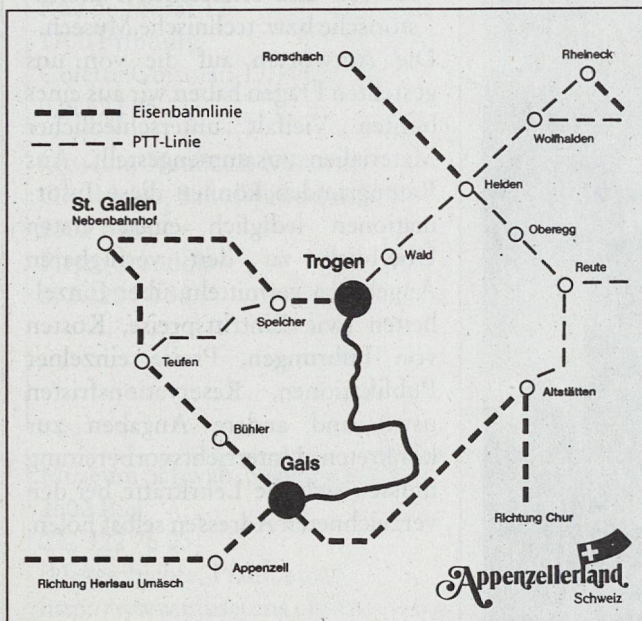 Rorschach
Rheineck
Eisenbahnlinie
PTT-Linie
Wolfhalden
Heiden
St. Gallen
Nebenbahnhof
Oberegg
Wald
Trogen
Reute
Speicher
Teufen
Altstätten
Bühler
Gais
Richtung Chur
Appenzell
Richtung Herisau Urnäsch
Appenzellerland
Schweiz